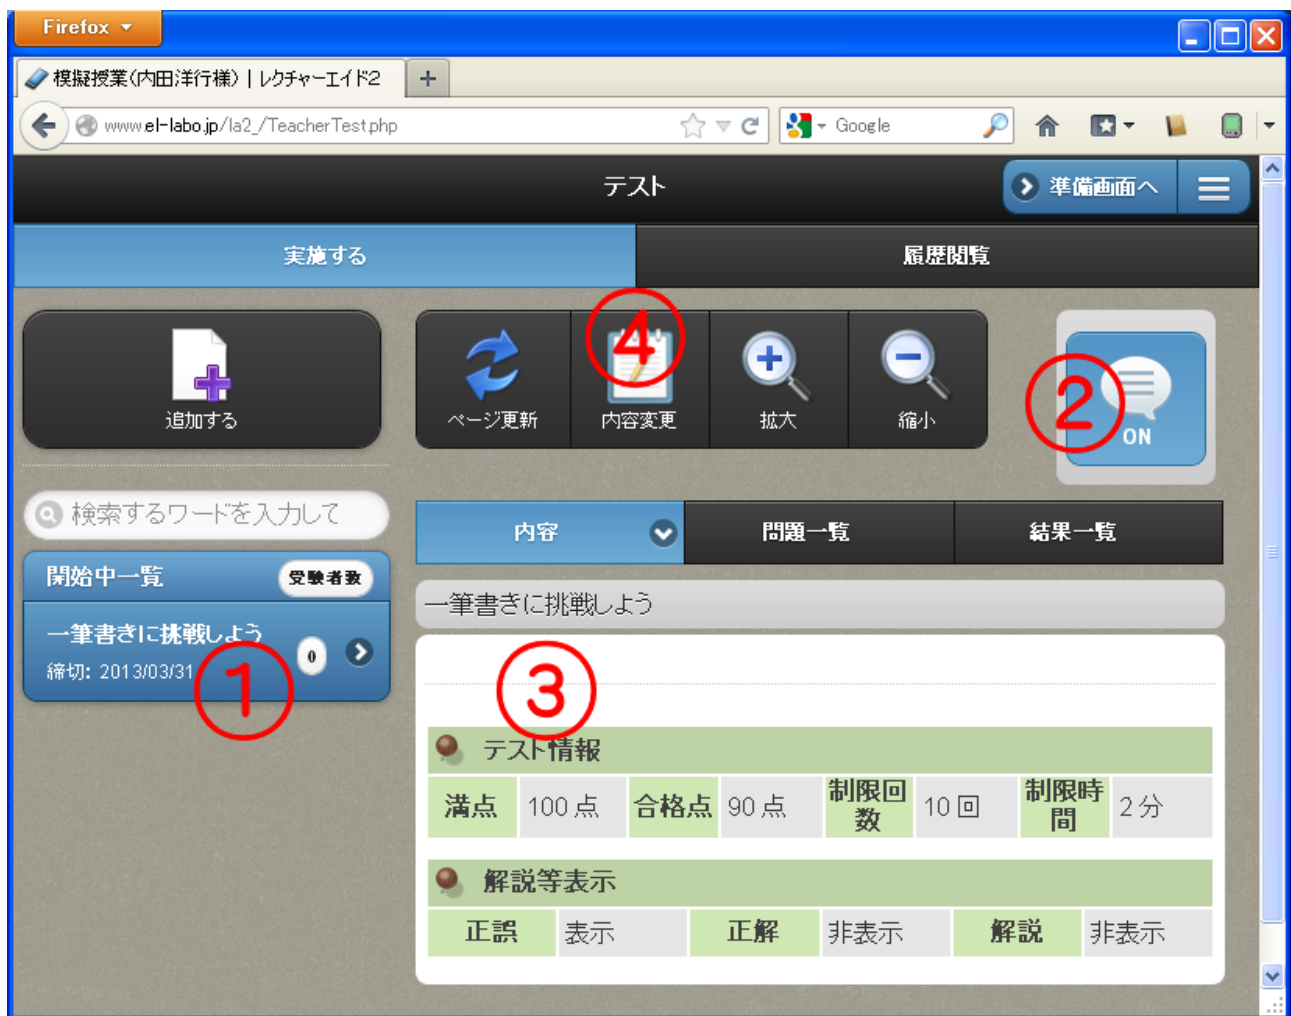 Firefox
模擬授業(内田洋行様) | レクチャーエイド2
www.el-labo.jp/la2_/TeacherTest.php
Google
テスト
準備画面へ
実施する
履歴閲覧
追加する
ページ更新
④
内容変更
拡大
縮小
②
ON
検索するワードを入力して
内容
問題一覧
結果一覧
開始中一覧
受験者数
一筆書きに挑戦しよう
締切: 2013/03/31
0
①
一筆書きに挑戦しよう
③
テスト情報
満点 100 点 合格点 90 点 制限回数 10 回 制限時間 2 分
解説等表示
正誤 表示 正解 非表示 解説 非表示